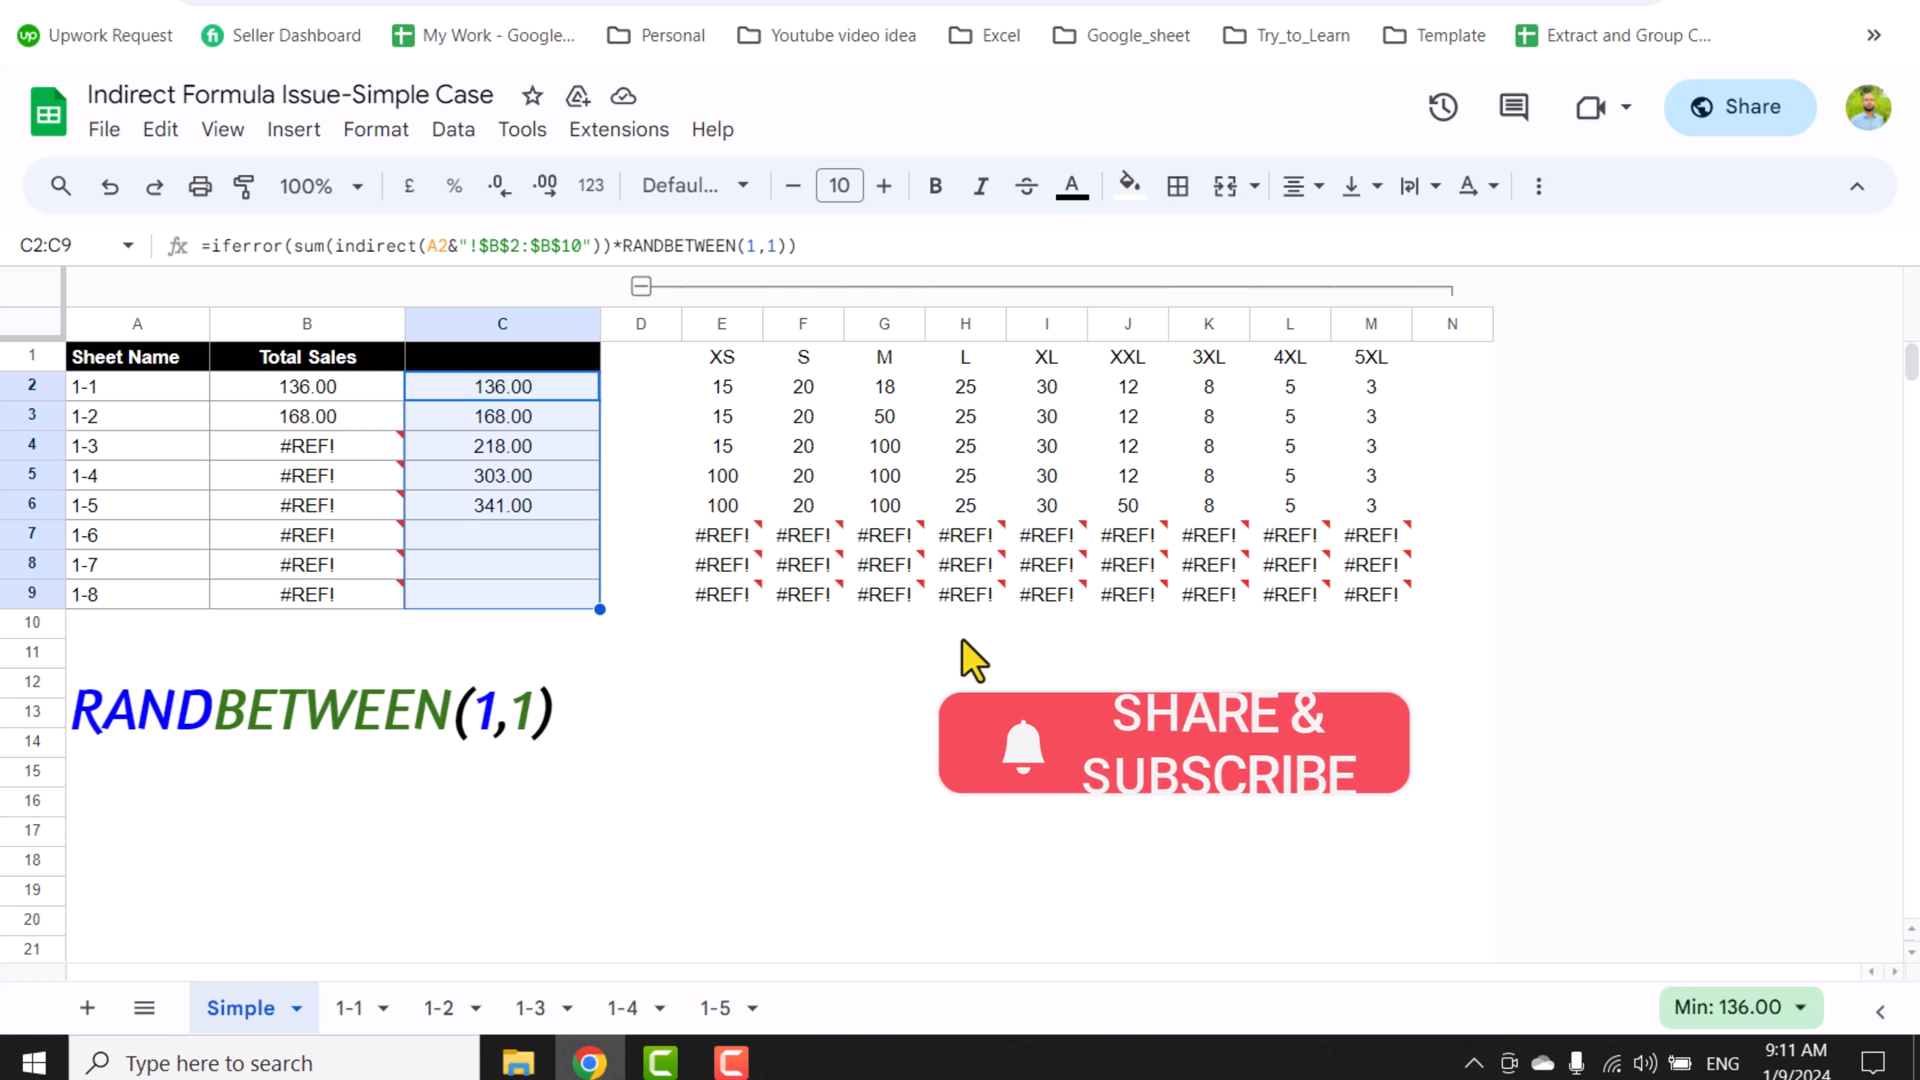 Upwork Request Seller Dashboard My Work - Google... Personal Youtube video idea Excel Google_sheet Try_to_Learn Template Extract and Group C... »
Indirect Formula Issue-Simple Case
Share
File Edit View Insert Format Data Tools Extensions Help
100% £ % .0 .00 123 Defaul... − 10 + B I A
C2:C9 fx =iferror(sum(indirect(A2&"!$B$2:$B$10"))*RANDBETWEEN(1,1))
A B C D E F G H I J K L M N
1 Sheet Name Total Sales XS S M L XL XXL 3XL 4XL 5XL
2 1-1 136.00 136.00 15 20 18 25 30 12 8 5 3
3 1-2 168.00 168.00 15 20 50 25 30 12 8 5 3
4 1-3 #REF! 218.00 15 20 100 25 30 12 8 5 3
5 1-4 #REF! 303.00 100 20 100 25 30 12 8 5 3
6 1-5 #REF! 341.00 100 20 100 25 30 50 8 5 3
7 1-6 #REF! #REF! #REF! #REF! #REF! #REF! #REF! #REF! #REF! #REF!
8 1-7 #REF! #REF! #REF! #REF! #REF! #REF! #REF! #REF! #REF! #REF!
9 1-8 #REF! #REF! #REF! #REF! #REF! #REF! #REF! #REF! #REF! #REF!
10
11
12
13
14
15
16
17
18
19
20
21
RANDBETWEEN(1,1)
SHARE &
SUBSCRIBE
+ Simple 1-1 1-2 1-3 1-4 1-5 Min: 136.00
Type here to search
ENG
9:11 AM
1/9/2024